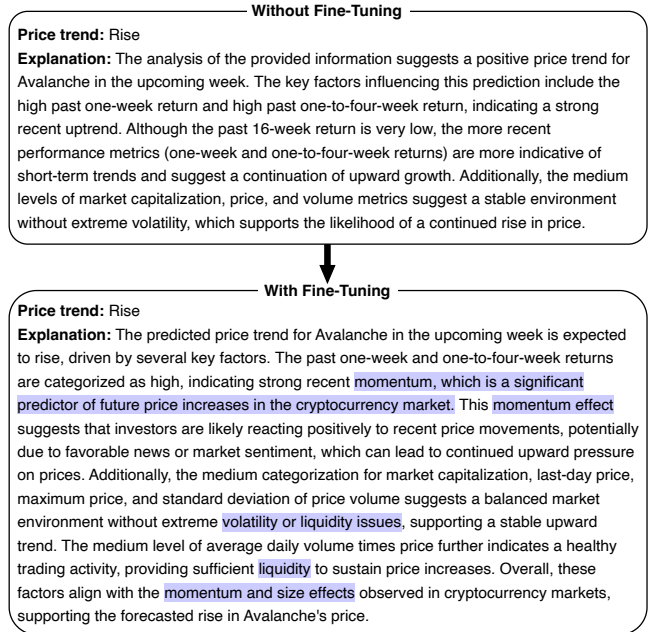 Without Fine-Tuning
Price trend: Rise
Explanation: The analysis of the provided information suggests a positive price trend for
Avalanche in the upcoming week. The key factors influencing this prediction include the
high past one-week return and high past one-to-four-week return, indicating a strong
recent uptrend. Although the past 16-week return is very low, the more recent
performance metrics (one-week and one-to-four-week returns) are more indicative of
short-term trends and suggest a continuation of upward growth. Additionally, the medium
levels of market capitalization, price, and volume metrics suggest a stable environment
without extreme volatility, which supports the likelihood of a continued rise in price.
With Fine-Tuning
Price trend: Rise
Explanation: The predicted price trend for Avalanche in the upcoming week is expected
to rise, driven by several key factors. The past one-week and one-to-four-week returns
are categorized as high, indicating strong recent momentum, which is a significant
predictor of future price increases in the cryptocurrency market. This momentum effect
suggests that investors are likely reacting positively to recent price movements, potentially
due to favorable news or market sentiment, which can lead to continued upward pressure
on prices. Additionally, the medium categorization for market capitalization, last-day price,
maximum price, and standard deviation of price volume suggests a balanced market
environment without extreme volatility or liquidity issues, supporting a stable upward
trend. The medium level of average daily volume times price further indicates a healthy
trading activity, providing sufficient liquidity to sustain price increases. Overall, these
factors align with the momentum and size effects observed in cryptocurrency markets,
supporting the forecasted rise in Avalanche's price.